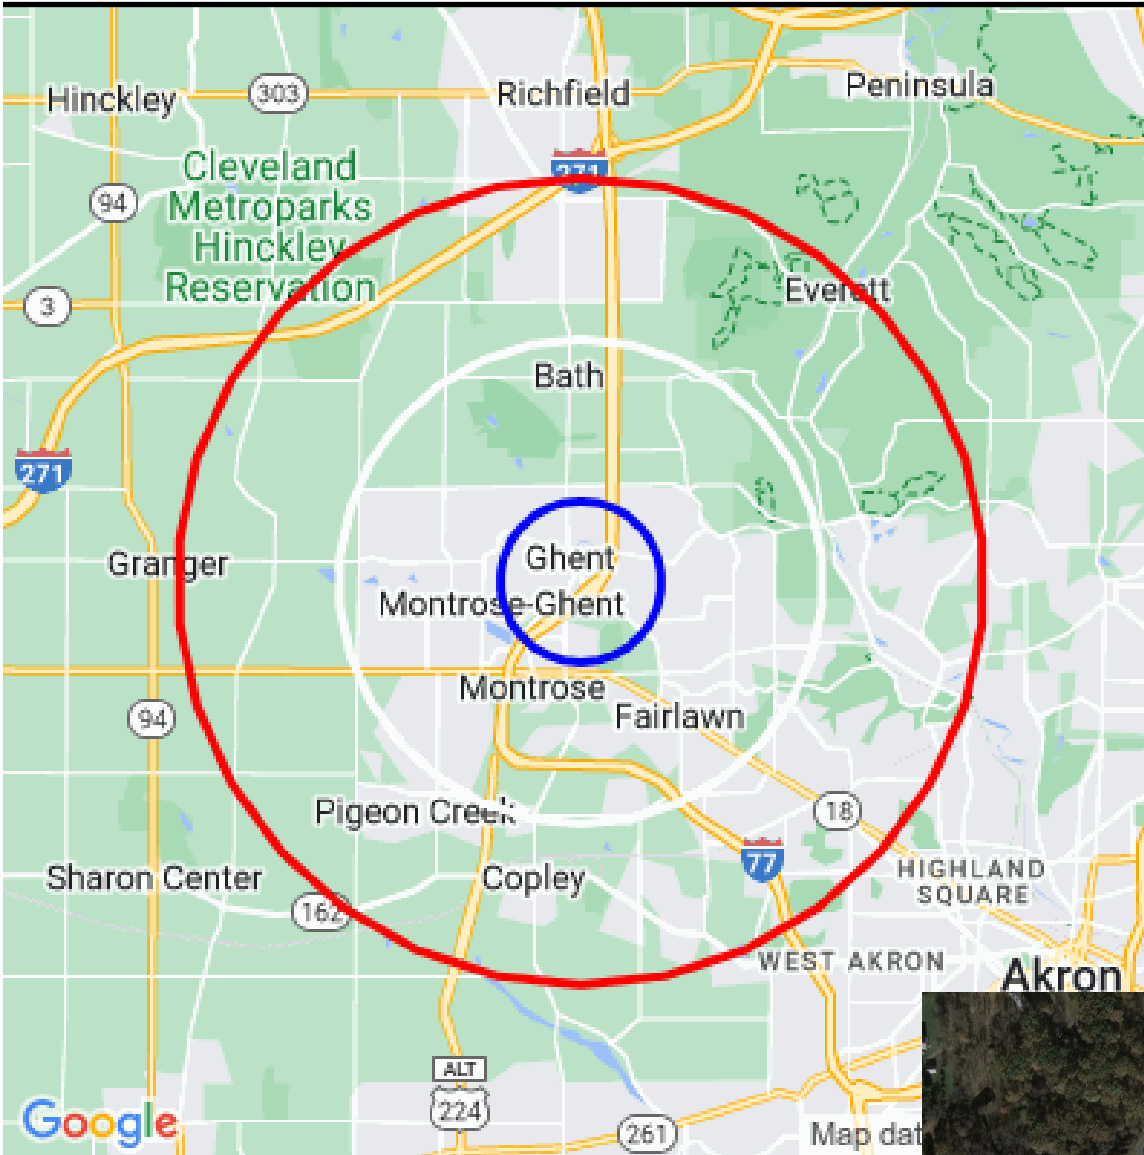 Hinckley
303
Richfield
Peninsula
Cleveland
Metroparks
Hinckley
Reservation
271
94
3
Everett
Bath
271
Ghent
Granger
Montrose-Ghent
Montrose
94
Fairlawn
Pigeon Creek
18
77
Sharon Center
Copley
HIGHLAND
SQUARE
162
WEST AKRON
Akron
ALT
224
Google
261
Map dat